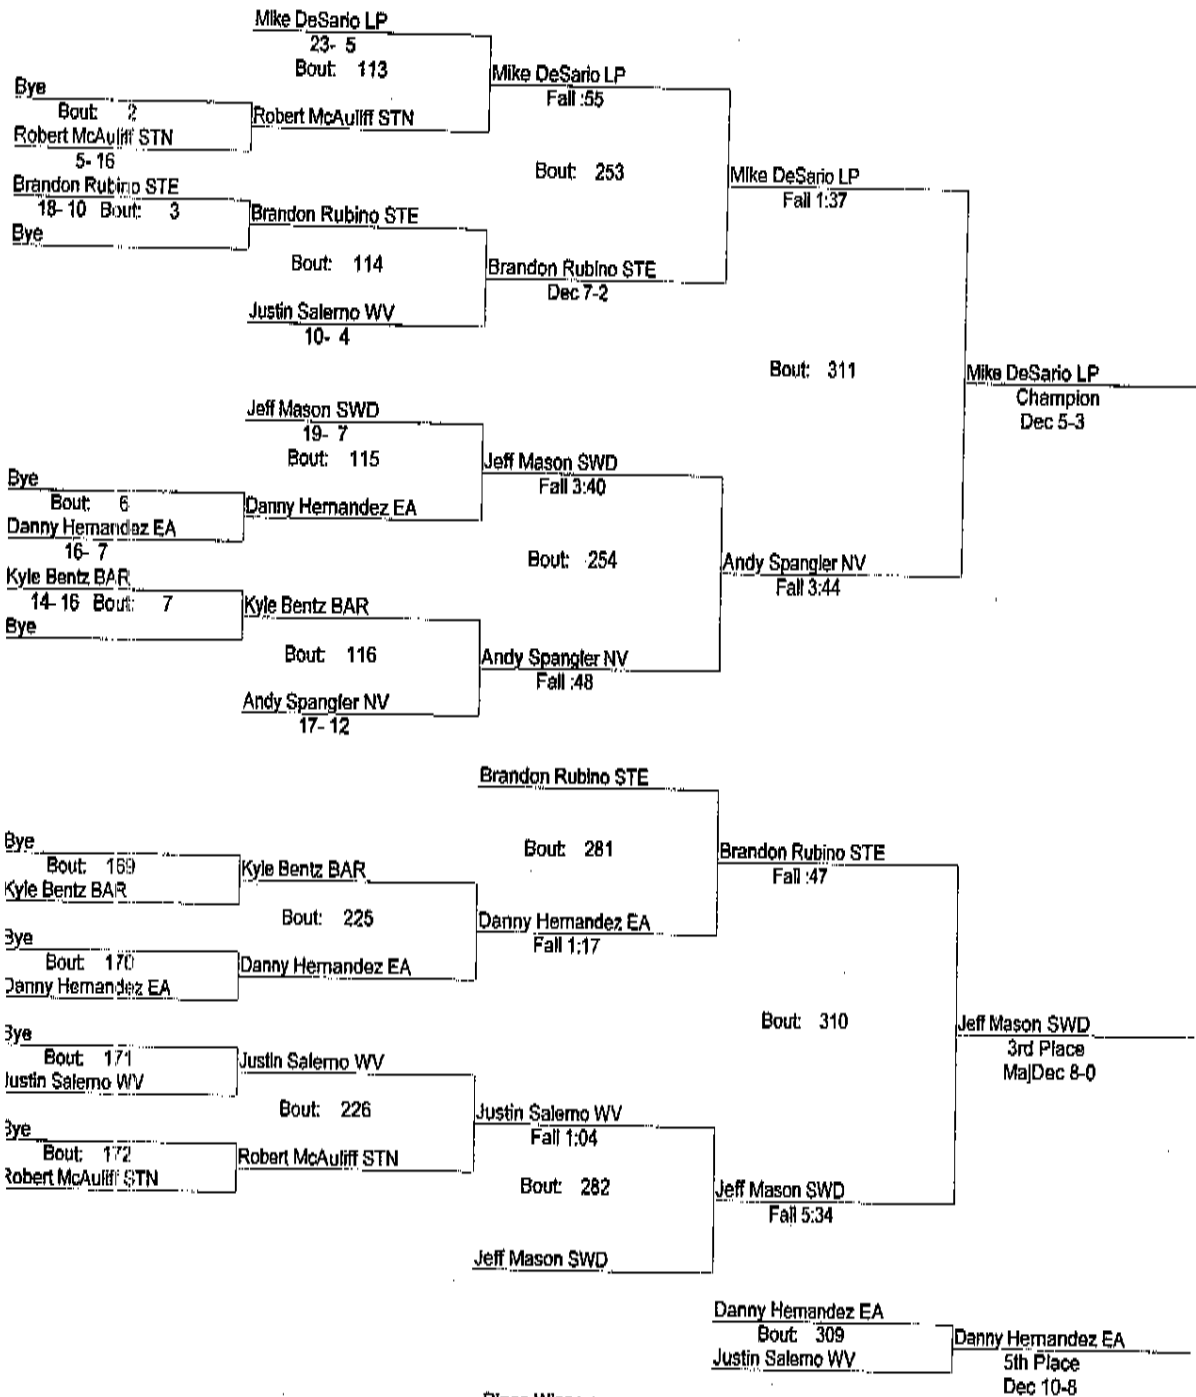 Mike DeSario LP
23- 5
Bout: 113
Mike DeSario LP
Fall :55
Bye
Bout: 2
Robert McAuliff STN
Robert McAuliff STN
5- 16
Bout: 253
Mike DeSario LP
Fall 1:37
Brandon Rubino STE
18- 10 Bout: 3
Brandon Rubino STE
Bye
Bout: 114
Brandon Rubino STE
Dec 7-2
Justin Salerno WV
10- 4
Bout: 311
Mike DeSario LP
Champion
Dec 5-3
Jeff Mason SWD
19- 7
Bout: 115
Jeff Mason SWD
Fall 3:40
Bye
Bout: 6
Danny Hernandez EA
Danny Hernandez EA
16- 7
Bout: 254
Andy Spangler NV
Fall 3:44
Kyle Bentz BAR
14- 16 Bout: 7
Kyle Bentz BAR
Bye
Bout: 116
Andy Spangler NV
Fall :48
Andy Spangler NV
17- 12
Brandon Rubino STE
Bout: 281
Brandon Rubino STE
Fall :47
Bye
Bout: 169
Kyle Bentz BAR
Kyle Bentz BAR
Bout: 225
Danny Hernandez EA
Fall 1:17
Bye
Bout: 170
Danny Hernandez EA
Danny Hernandez EA
Bout: 310
Jeff Mason SWD
3rd Place
MajDec 8-0
Bye
Bout: 171
Justin Salerno WV
Justin Salerno WV
Bout: 226
Justin Salerno WV
Fall 1:04
Bye
Bout: 172
Robert McAuliff STN
Robert McAuliff STN
Bout: 282
Jeff Mason SWD
Fall 5:34
Jeff Mason SWD
Danny Hernandez EA
Bout: 309
Danny Hernandez EA
Justin Salerno WV
5th Place
Dec 10-8